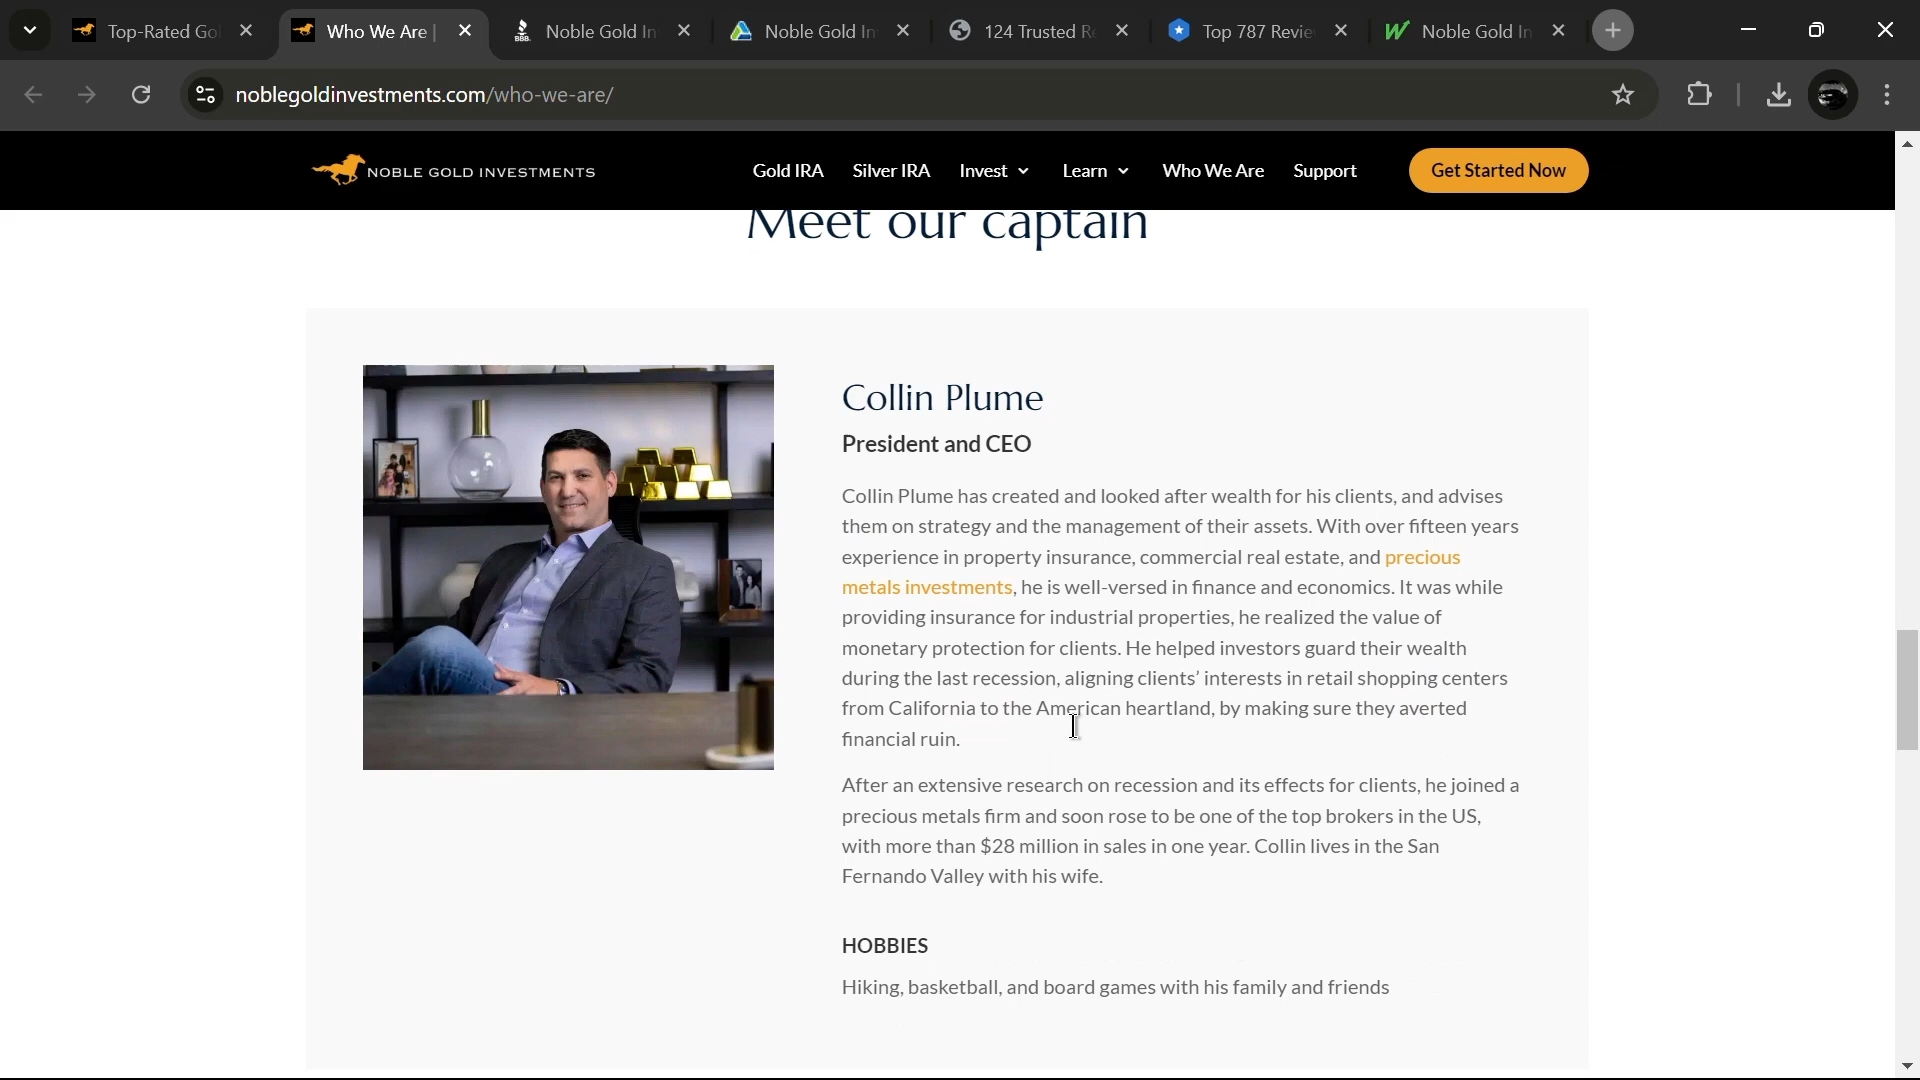 Top-Rated Go
Who We Are |
BBB
Noble Gold In
Noble Gold In
124 Trusted Re
Top 787 Revie
Noble Gold In
noblegoldinvestments.com/who-we-are/
NOBLE GOLD INVESTMENTS
Gold IRA
Silver IRA
Invest
Learn
Who We Are
Support
Get Started Now
Meet our captain
Collin Plume
President and CEO
Collin Plume has created and looked after wealth for his clients, and advises
them on strategy and the management of their assets. With over fifteen years
experience in property insurance, commercial real estate, and precious
metals investments, he is well-versed in finance and economics. It was while
providing insurance for industrial properties, he realized the value of
monetary protection for clients. He helped investors guard their wealth
during the last recession, aligning clients’ interests in retail shopping centers
from California to the American heartland, by making sure they averted
financial ruin.
After an extensive research on recession and its effects for clients, he joined a
precious metals firm and soon rose to be one of the top brokers in the US,
with more than $28 million in sales in one year. Collin lives in the San
Fernando Valley with his wife.
HOBBIES
Hiking, basketball, and board games with his family and friends